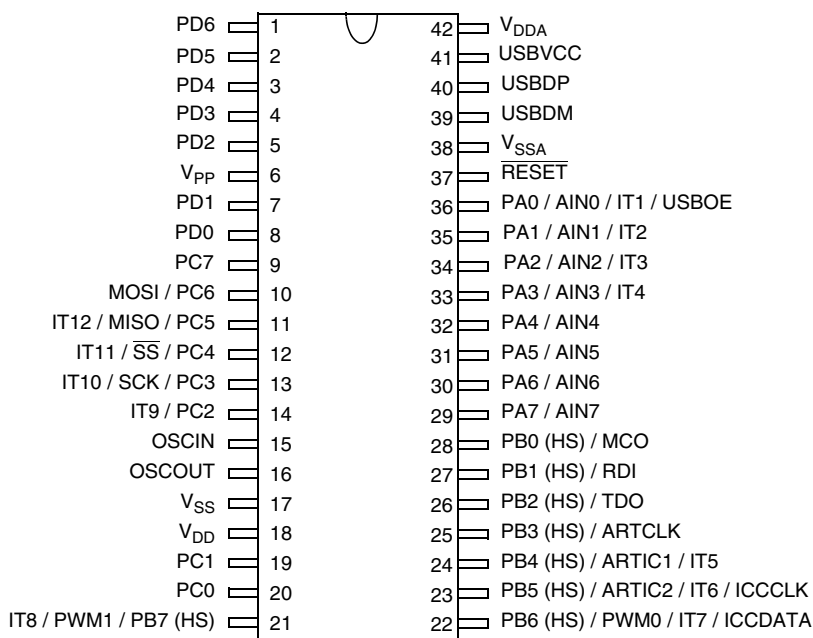 PD6 1 42 VDDA
PD5 2 41 USBVCC
PD4 3 40 USBDP
PD3 4 39 USBDM
PD2 5 38 VSSA
VPP 6 37 RESET
PD1 7 36 PA0 / AIN0 / IT1 / USBOE
PD0 8 35 PA1 / AIN1 / IT2
PC7 9 34 PA2 / AIN2 / IT3
MOSI / PC6 10 33 PA3 / AIN3 / IT4
IT12 / MISO / PC5 11 32 PA4 / AIN4
IT11 / SS / PC4 12 31 PA5 / AIN5
IT10 / SCK / PC3 13 30 PA6 / AIN6
IT9 / PC2 14 29 PA7 / AIN7
OSCIN 15 28 PB0 (HS) / MCO
OSCOUT 16 27 PB1 (HS) / RDI
VSS 17 26 PB2 (HS) / TDO
VDD 18 25 PB3 (HS) / ARTCLK
PC1 19 24 PB4 (HS) / ARTIC1 / IT5
PC0 20 23 PB5 (HS) / ARTIC2 / IT6 / ICCCLK
IT8 / PWM1 / PB7 (HS) 21 22 PB6 (HS) / PWM0 / IT7 / ICCDATA